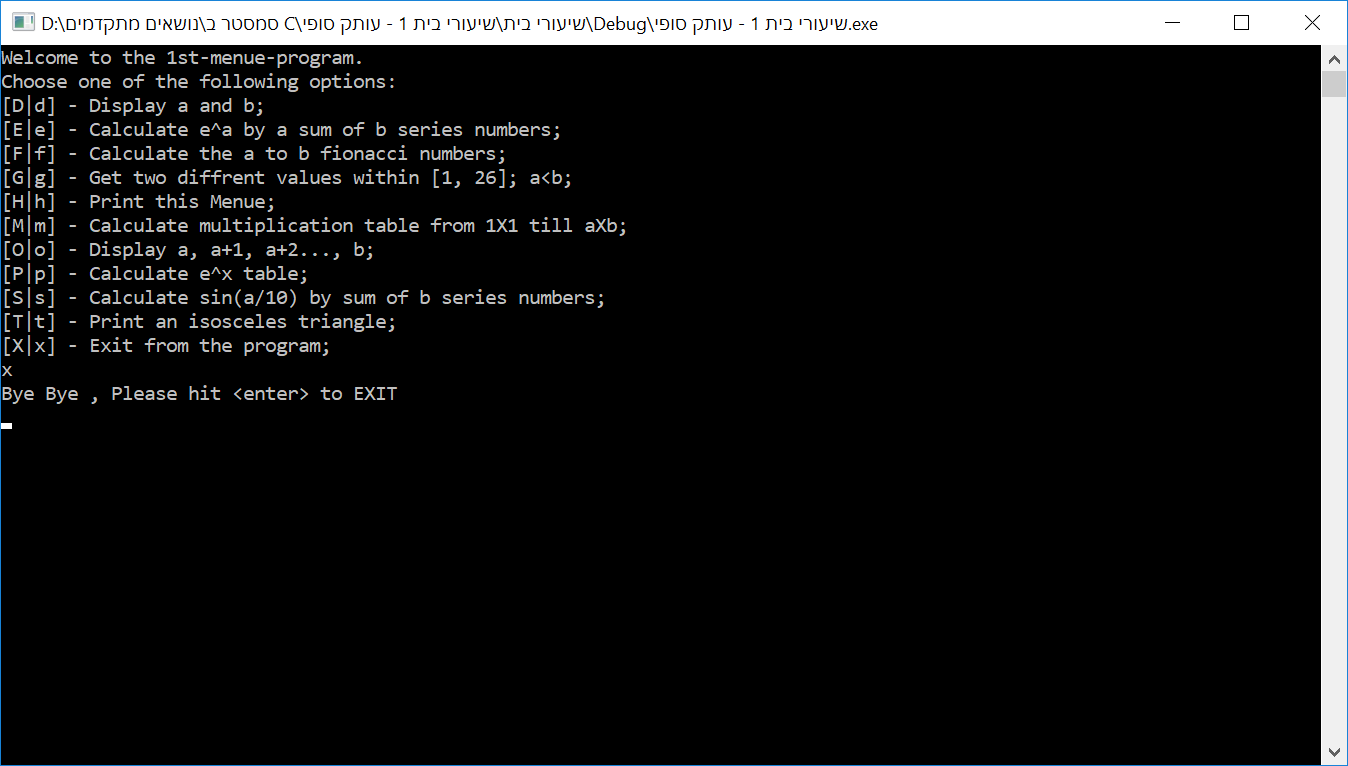 D:\סמסטר ב\נושאים מתקדמים C\שיעורי בית\שיעורי בית 1 - עותק סופי\Debug\שיעורי בית 1 - עותק סופי.exe
Welcome to the 1st-menue-program.
Choose one of the following options:
[D|d] - Display a and b;
[E|e] - Calculate e^a by a sum of b series numbers;
[F|f] - Calculate the a to b fionacci numbers;
[G|g] - Get two diffrent values within [1, 26]; a<b;
[H|h] - Print this Menue;
[M|m] - Calculate multiplication table from 1X1 till aXb;
[O|o] - Display a, a+1, a+2..., b;
[P|p] - Calculate e^x table;
[S|s] - Calculate sin(a/10) by sum of b series numbers;
[T|t] - Print an isosceles triangle;
[X|x] - Exit from the program;
x
Bye Bye , Please hit <enter> to EXIT